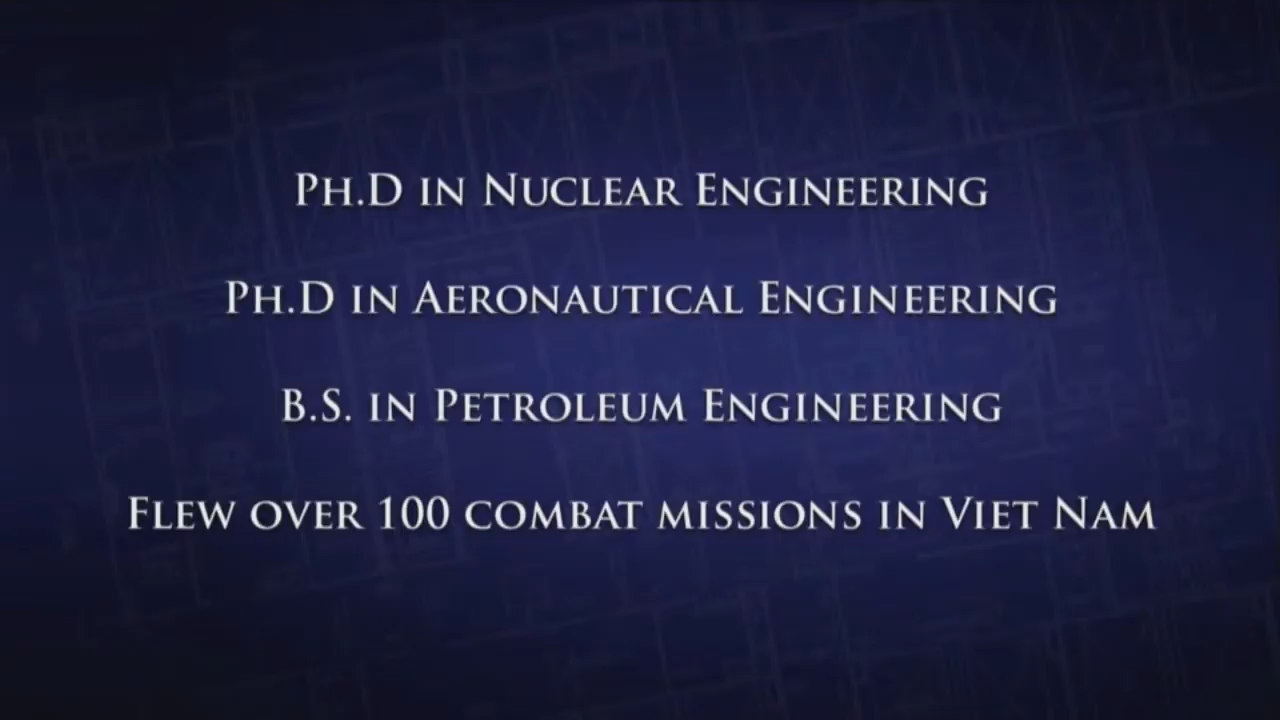 Ph.D in Nuclear Engineering
Ph.D in Aeronautical Engineering
B.S. in Petroleum Engineering
Flew over 100 combat missions in Viet Nam